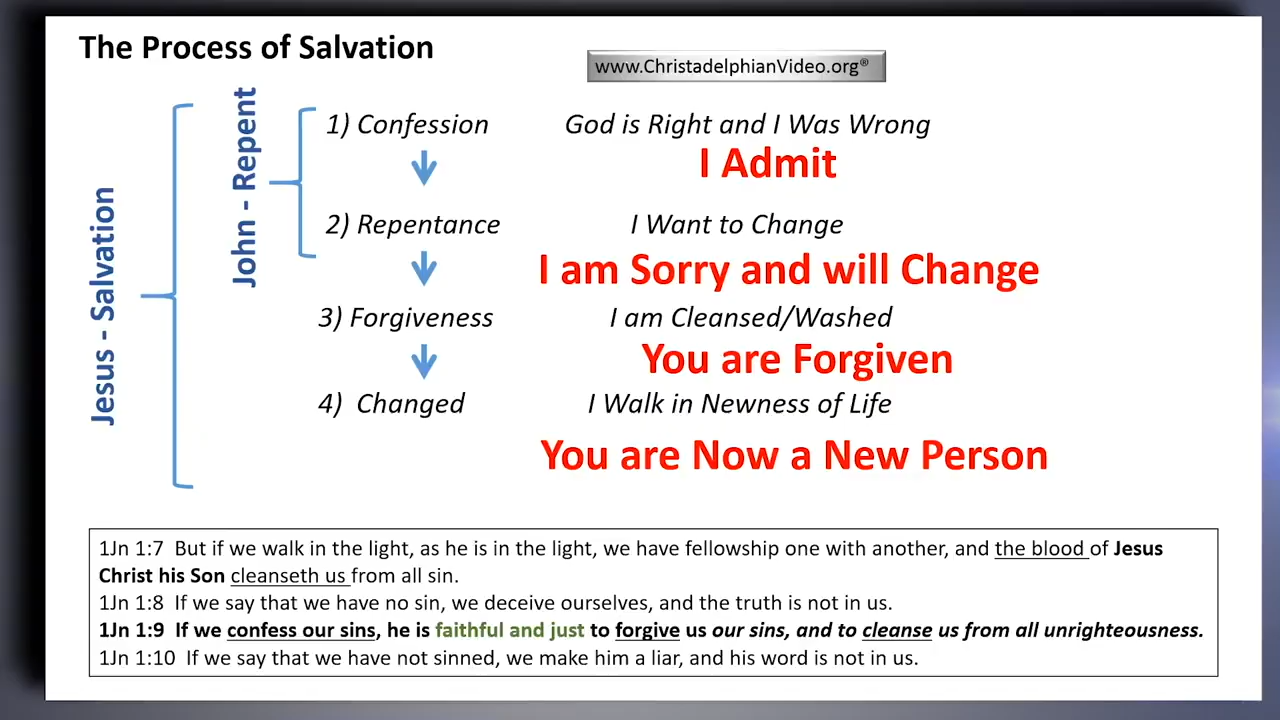 The Process of Salvation
www.ChristadelphianVideo.org®
Jesus - Salvation
John - Repent
1) Confession God is Right and I Was Wrong
I Admit
2) Repentance I Want to Change
I am Sorry and will Change
3) Forgiveness I am Cleansed/Washed
You are Forgiven
4) Changed I Walk in Newness of Life
You are Now a New Person
1Jn 1:7 But if we walk in the light, as he is in the light, we have fellowship one with another, and the blood of Jesus
Christ his Son cleanseth us from all sin.
1Jn 1:8 If we say that we have no sin, we deceive ourselves, and the truth is not in us.
1Jn 1:9 If we confess our sins, he is faithful and just to forgive us our sins, and to cleanse us from all unrighteousness.
1Jn 1:10 If we say that we have not sinned, we make him a liar, and his word is not in us.